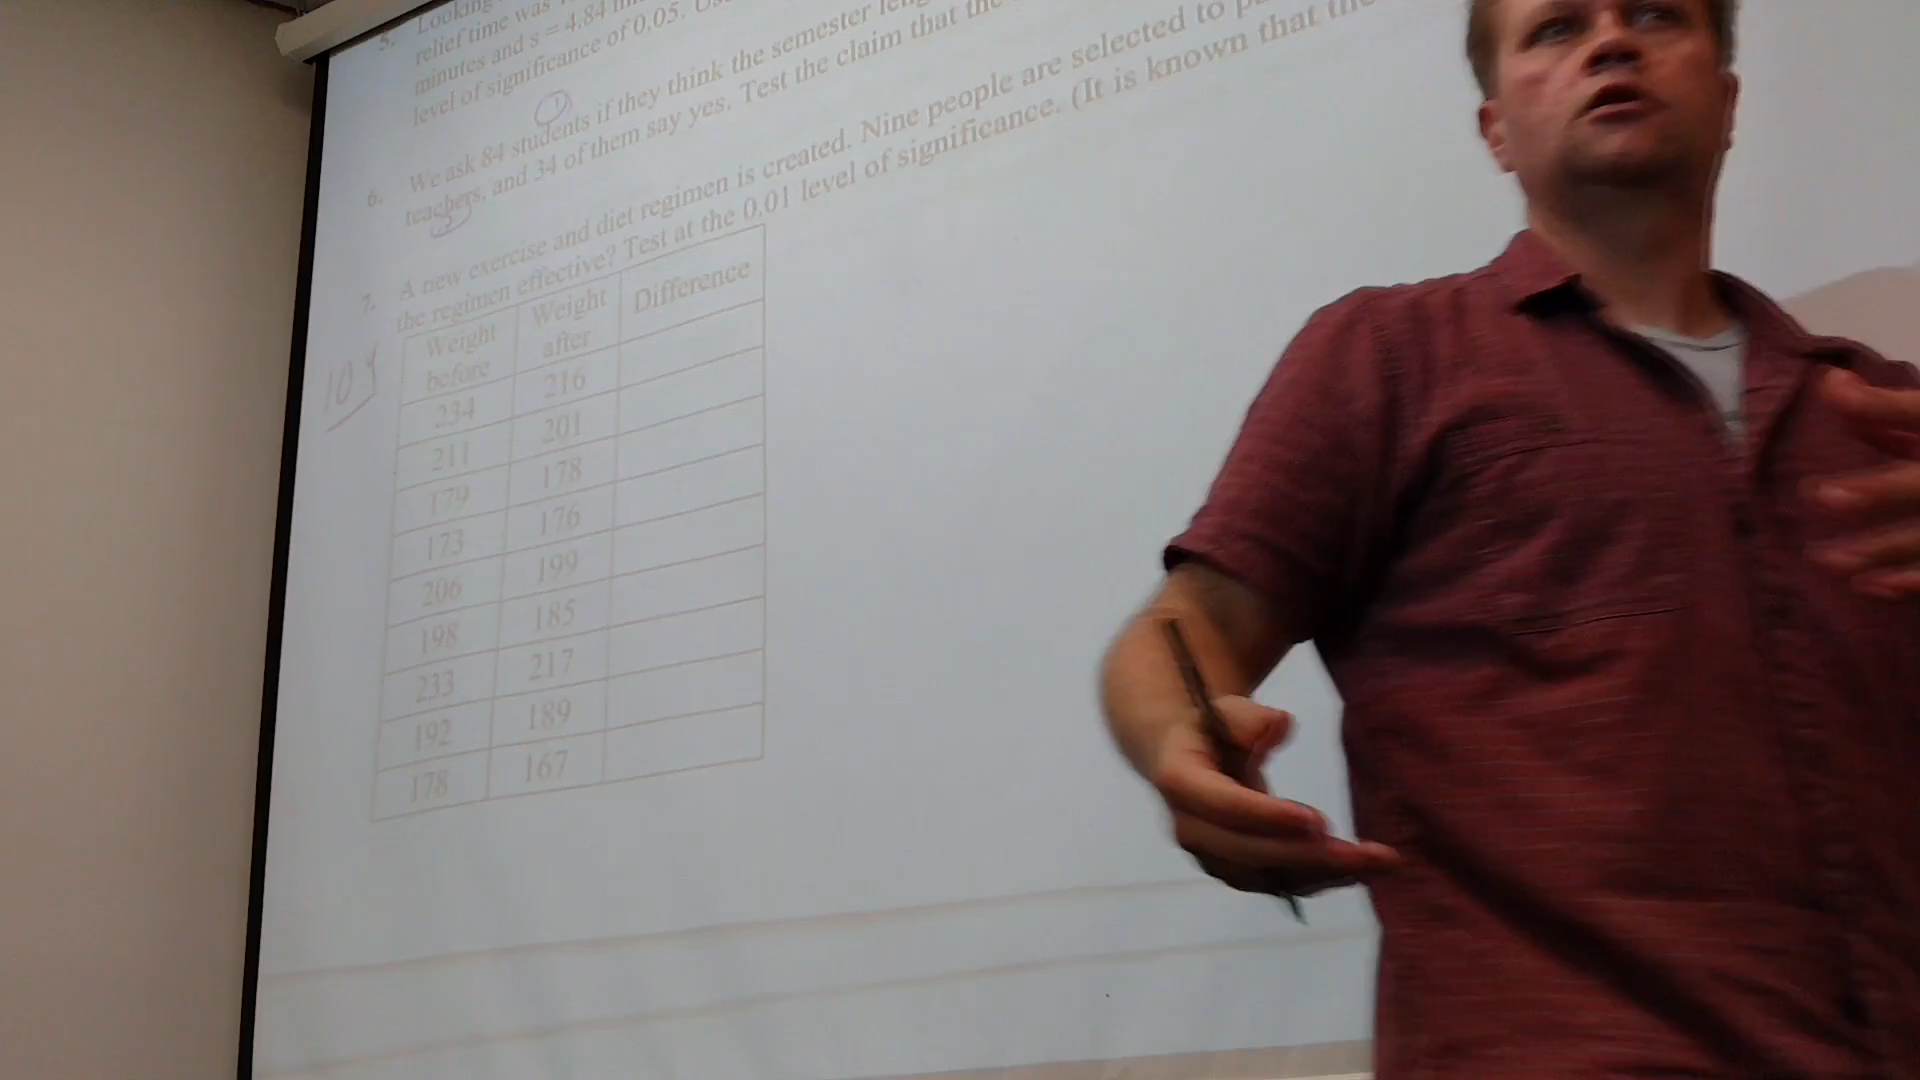 5. Looking
relief time was
minutes and s = 4.84
level of significance of 0.05.
6. We ask 84 students if they think the semester
teachers, and 34 of them say yes. Test the claim that
7. A new exercise and diet regimen is created. Nine people are selected to
the regimen effective? Test at the 0.01 level of significance. (It is known that
Weight before Weight after Difference
234 216
211 201
179 178
173 176
206 199
198 185
233 217
192 189
178 167